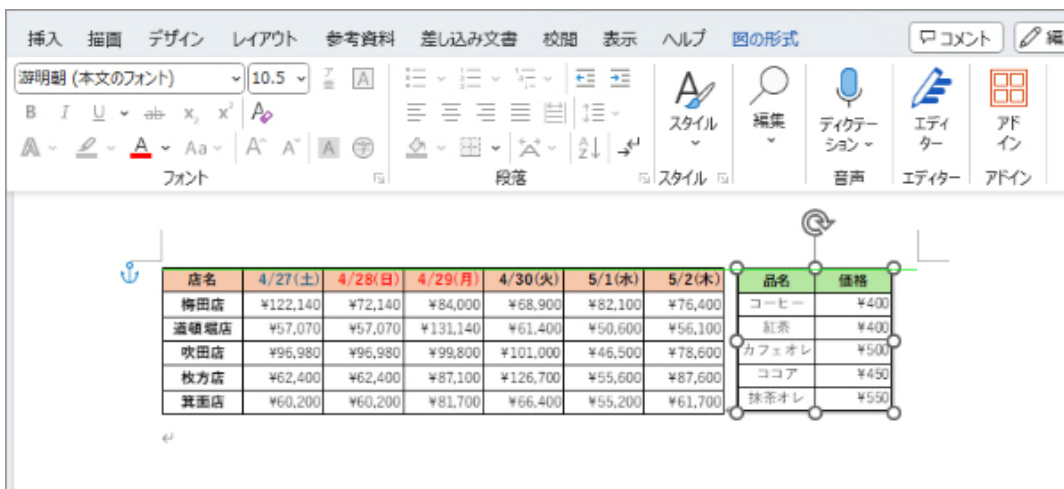 挿入 描画 デザイン レイアウト 参考資料 差し込み文書 校閲 表示 ヘルプ 図の形式 コメント 編
游明朝 (本文のフォント) 10.5 ア亜 A
B I U ab x₂ x² A
A A Aa A^ A˅ A 字 A Z↓
スタイル 編集 ディクテーション エディター アドイン
フォント 段落 スタイル 音声 エディター アドイン
店名 4/27(土) 4/28(日) 4/29(月) 4/30(火) 5/1(水) 5/2(木) 品名 価格
梅田店 ¥122,140 ¥72,140 ¥84,000 ¥68,900 ¥82,100 ¥76,400 コーヒー ¥400
道頓堀店 ¥57,070 ¥57,070 ¥131,140 ¥61,400 ¥50,600 ¥56,100 紅茶 ¥400
吹田店 ¥96,980 ¥96,980 ¥99,800 ¥101,000 ¥46,500 ¥78,600 カフェオレ ¥500
枚方店 ¥62,400 ¥62,400 ¥87,100 ¥126,700 ¥55,600 ¥87,600 ココア ¥450
箕面店 ¥60,200 ¥60,200 ¥81,700 ¥66,400 ¥55,200 ¥61,700 抹茶オレ ¥550